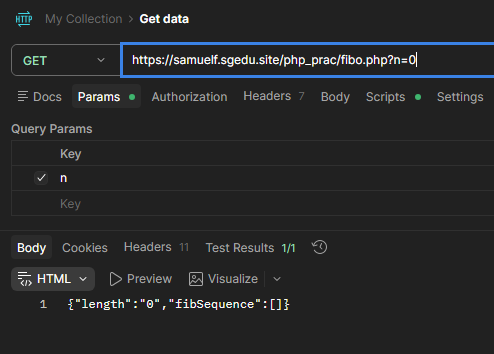 HTTP My Collection > Get data
GET https://samuelf.sgedu.site/php_prac/fibo.php?n=0
Docs Params Authorization Headers 7 Body Scripts Settings
Query Params
Key
n
Key
Body Cookies Headers 11 Test Results 1/1
HTML Preview Visualize
1 {"length":"0","fibSequence":[]}